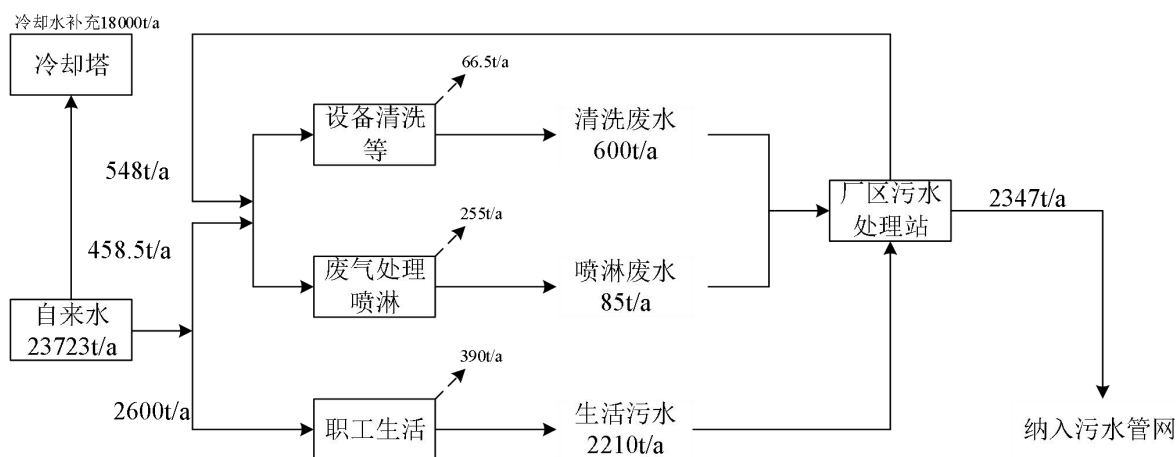 冷却水补充18000t/a
冷却塔
66.5t/a
设备清洗
等
清洗废水
600t/a
548t/a
458.5t/a
255t/a
废气处理
喷淋
喷淋废水
85t/a
厂区污水
处理站
2347t/a
自来水
23723t/a
390t/a
2600t/a
职工生活
生活污水
2210t/a
纳入污水管网